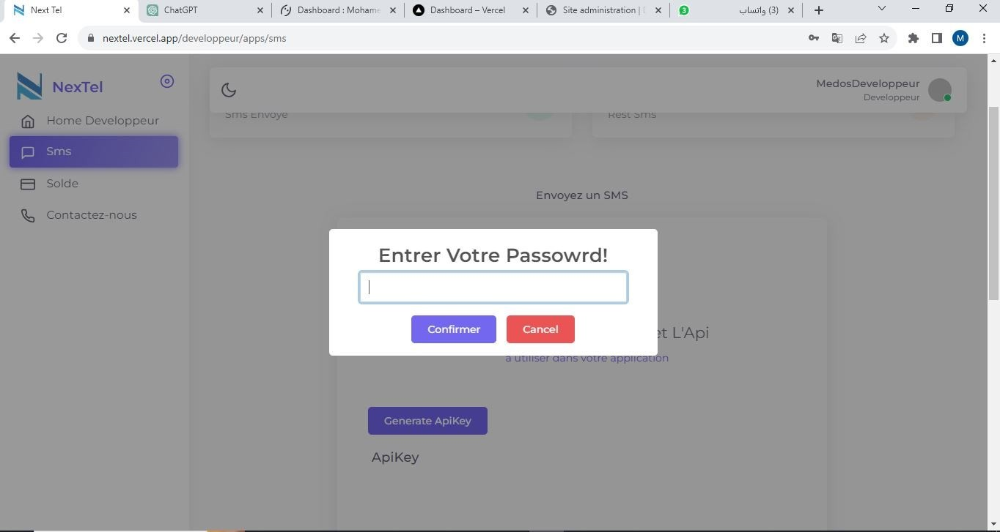 Next Tel
ChatGPT
Dashboard : Mohame
Dashboard – Vercel
Site administration |
3
(3) واتساب
nextel.vercel.app/developpeur/apps/sms
M
NexTel
MedosDeveloppeur
Developpeur
Home Developpeur
Sms
Solde
Contactez-nous
Sms Envoye
Rest Sms
Envoyez un SMS
Entrer Votre Passowrd!
Confirmer
Cancel
et L'Api
a utiliser dans votre application
Generate ApiKey
ApiKey